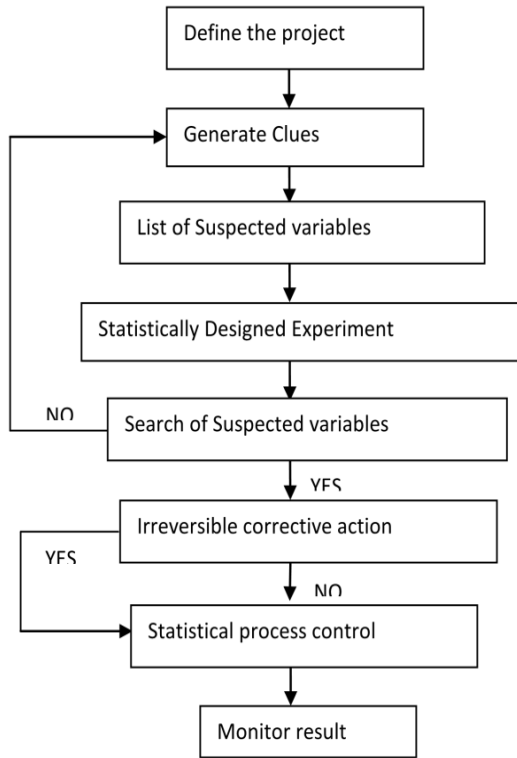 Define the project
Generate Clues
List of Suspected variables
Statistically Designed Experiment
NO
Search of Suspected variables
YES
Irreversible corrective action
YES
NO
Statistical process control
Monitor result